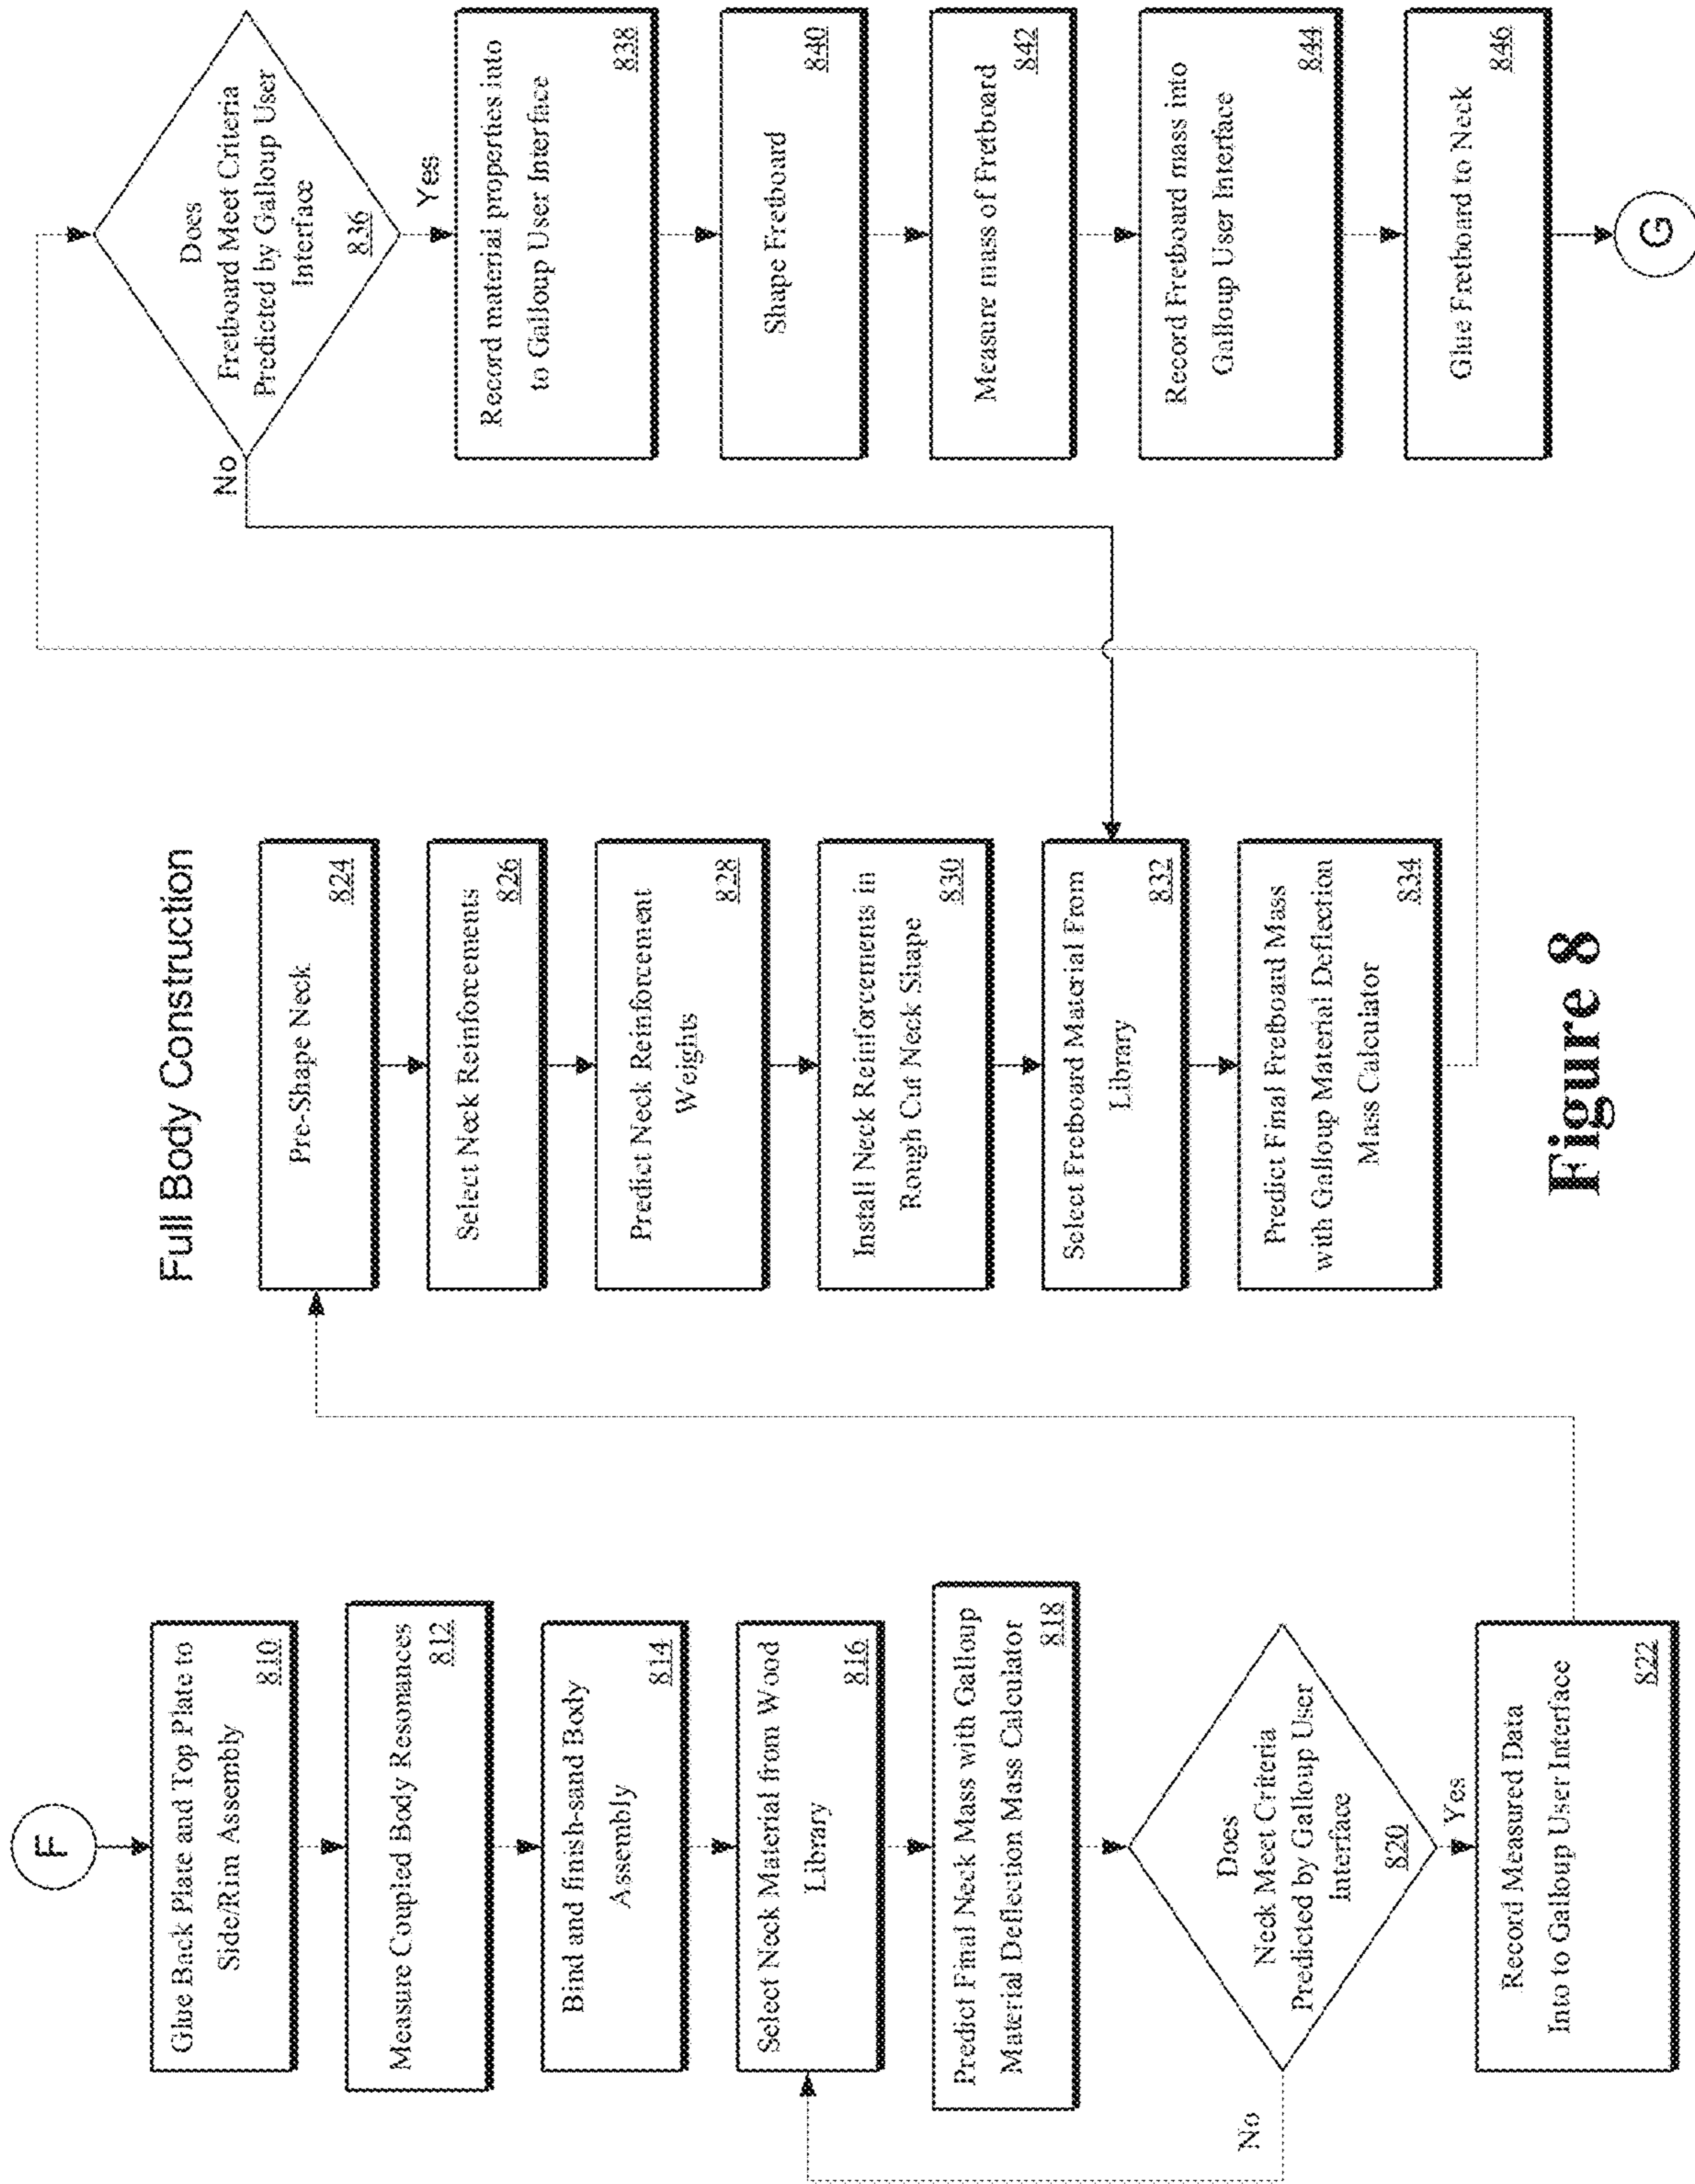 Full Body Construction
F
Glue Back Plate and Top Plate to
Side/Rim Assembly
810
Measure Coupled Body Resonances
812
Bind and finish-sand Body
Assembly
814
Select Neck Material from Wood
Library
816
Predict Final Neck Mass with Galloup
Material Deflection Mass Calculator
818
Does
Neck Meet Criteria
Predicted by Galloup User
Interface
820
No
Yes
Record Measured Data
Into to Galloup User Interface
822
Pre-Shape Neck
824
Select Neck Reinforcements
826
Predict Neck Reinforcement
Weights
828
Install Neck Reinforcements in
Rough Cut Neck Shape
830
Select Fretboard Material From
Library
832
Predict Final Fretboard Mass
with Galloup Material Deflection
Mass Calculator
834
Does
Fretboard Meet Criteria
Predicted by Galloup User
Interface
836
No
Yes
Record material properties into
to Galloup User Interface
838
Shape Fretboard
840
Measure mass of Fretboard
842
Record Fretboard mass into
Galloup User Interface
844
Glue Fretboard to Neck
846
G
Figure 8